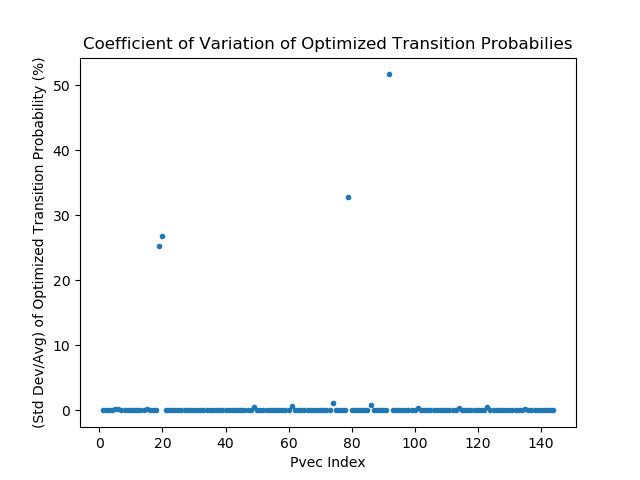 Coefficient of Variation of Optimized Transition Probabilies
(Std Dev/Avg) of Optimized Transition Probability (%)
50
40
30
20
10
0
0 20 40 60 80 100 120 140
Pvec Index